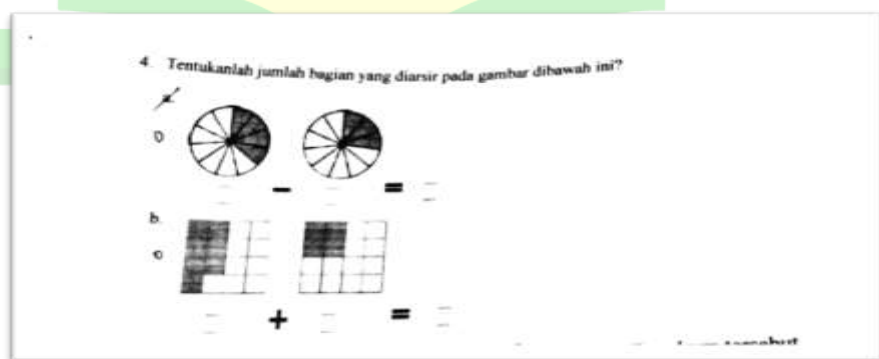 4. Tentukanlah jumlah bagian yang diarsir pada gambar dibawah ini?
- =
b.
+ =